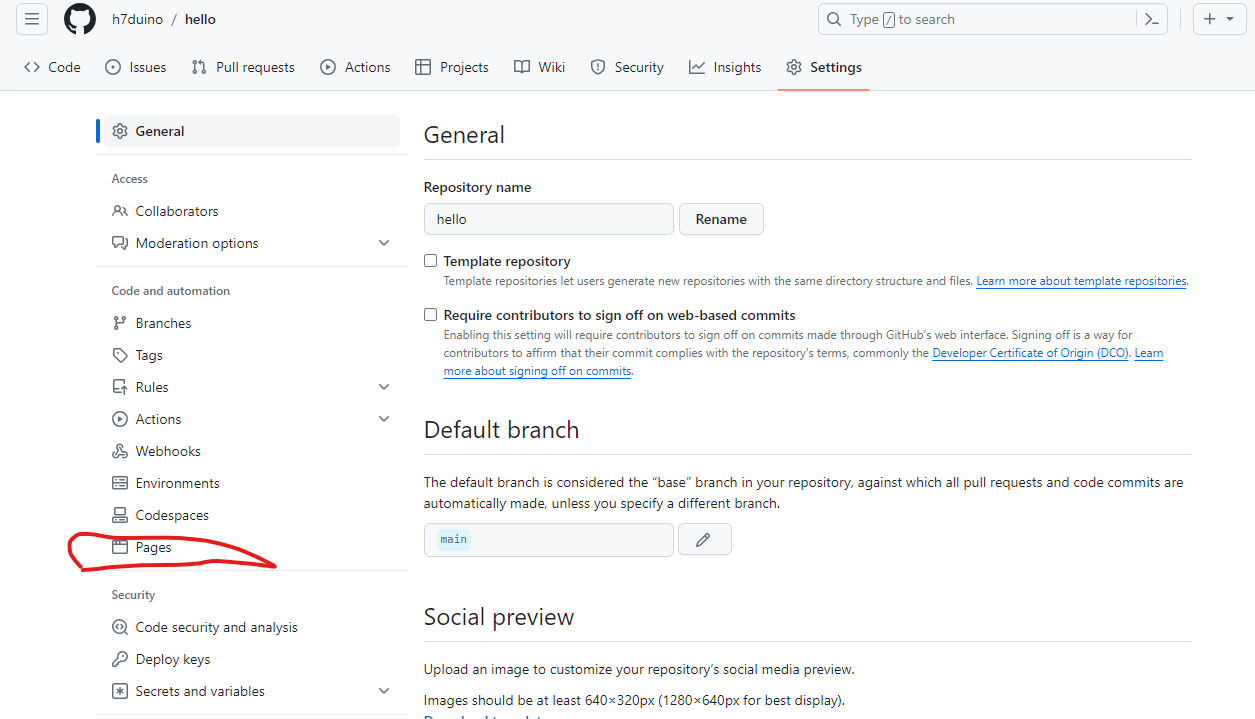 h7duino / hello
Type / to search
Code Issues Pull requests Actions Projects Wiki Security Insights Settings
General
Access
Collaborators
Moderation options
Code and automation
Branches
Tags
Rules
Actions
Webhooks
Environments
Codespaces
Pages
Security
Code security and analysis
Deploy keys
Secrets and variables
General
Repository name
hello Rename
Template repository
Template repositories let users generate new repositories with the same directory structure and files. Learn more about template repositories.
Require contributors to sign off on web-based commits
Enabling this setting will require contributors to sign off on commits made through GitHub's web interface. Signing off is a way for
contributors to affirm that their commit complies with the repository's terms, commonly the Developer Certificate of Origin (DCO). Learn
more about signing off on commits.
Default branch
The default branch is considered the “base” branch in your repository, against which all pull requests and code commits are
automatically made, unless you specify a different branch.
main
Social preview
Upload an image to customize your repository's social media preview.
Images should be at least 640×320px (1280×640px for best display).